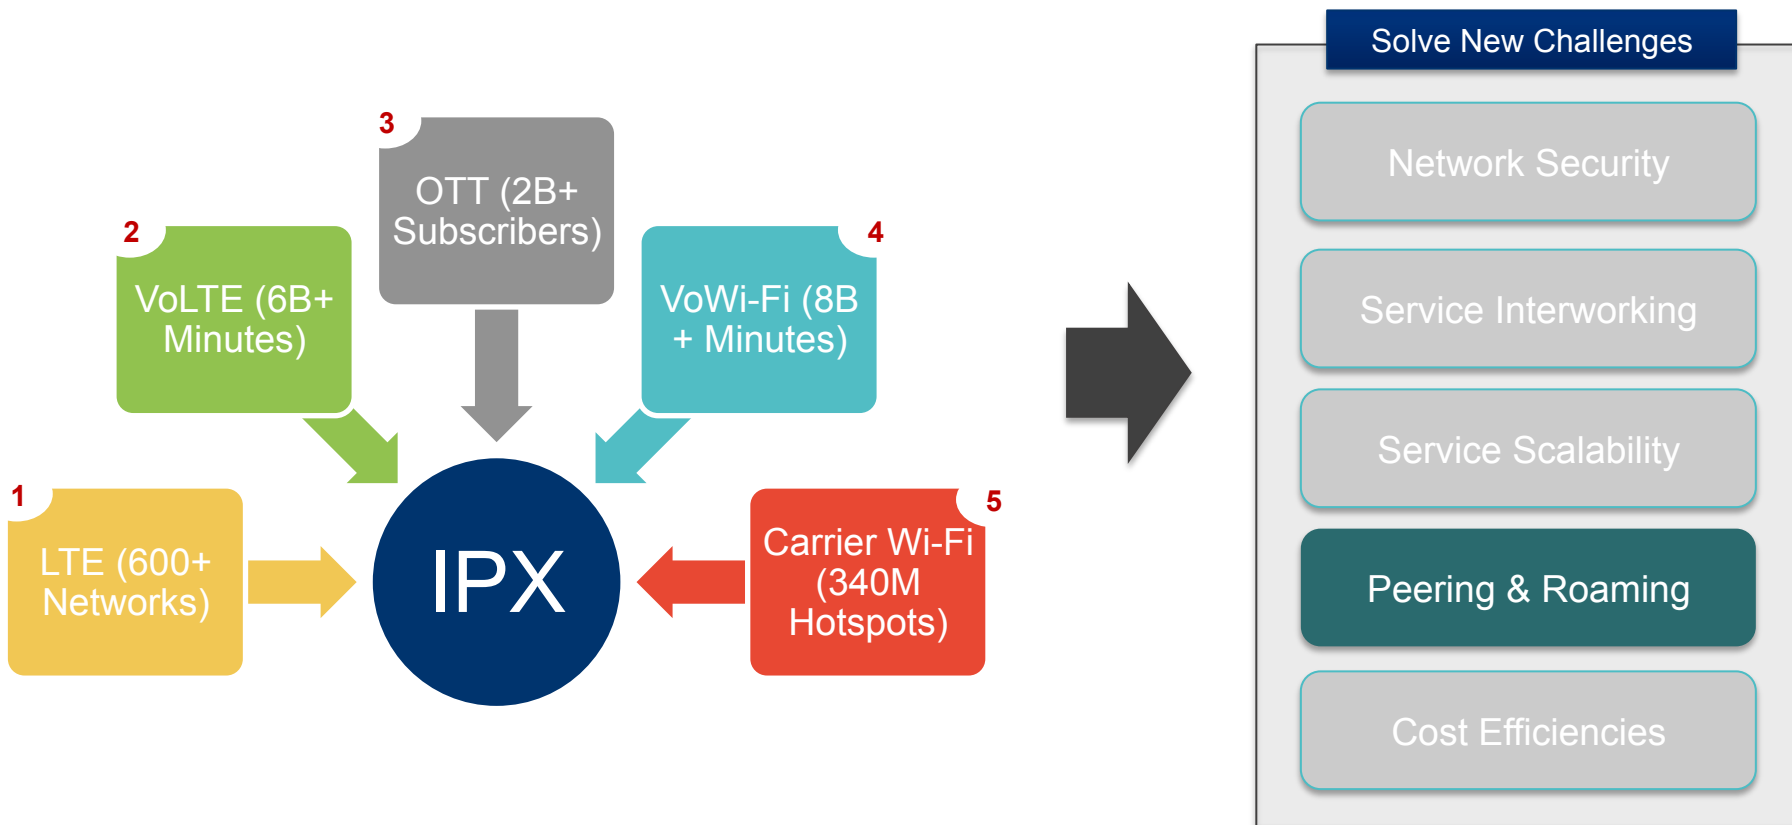 1
LTE (600+
Networks)
2
VoLTE (6B+
Minutes)
3
OTT (2B+
Subscribers)
4
VoWi-Fi (8B
+ Minutes)
5
Carrier Wi-Fi
(340M
Hotspots)
IPX
Solve New Challenges
Network Security
Service Interworking
Service Scalability
Peering & Roaming
Cost Efficiencies